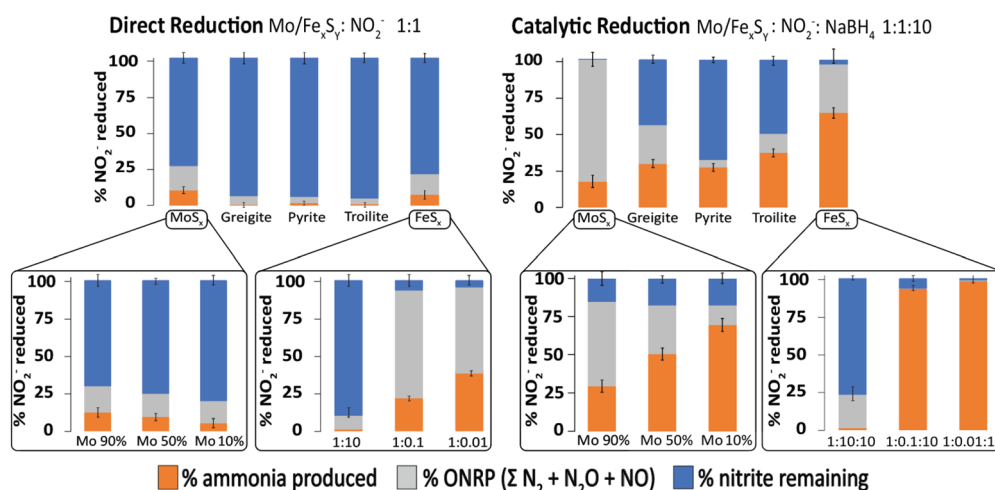 Direct Reduction Mo/FeₓSᵧ: NO₂⁻ 1:1
% NO₂⁻ reduced
100
75
50
25
0
MoSₓ Greigite Pyrite Troilite FeSₓ
Catalytic Reduction Mo/FeₓSᵧ: NO₂⁻: NaBH₄ 1:1:10
% NO₂⁻ reduced
100
75
50
25
0
MoSₓ Greigite Pyrite Troilite FeSₓ
% NO₂⁻ reduced
100
75
50
25
0
Mo 90% Mo 50% Mo 10%
% NO₂⁻ reduced
100
75
50
25
0
1:10 1:0.1 1:0.01
% NO₂⁻ reduced
100
75
50
25
0
Mo 90% Mo 50% Mo 10%
% NO₂⁻ reduced
100
75
50
25
0
1:10:10 1:0.1:10 1:0.01:1
% ammonia produced % ONRP (Σ N₂ + N₂O + NO) % nitrite remaining